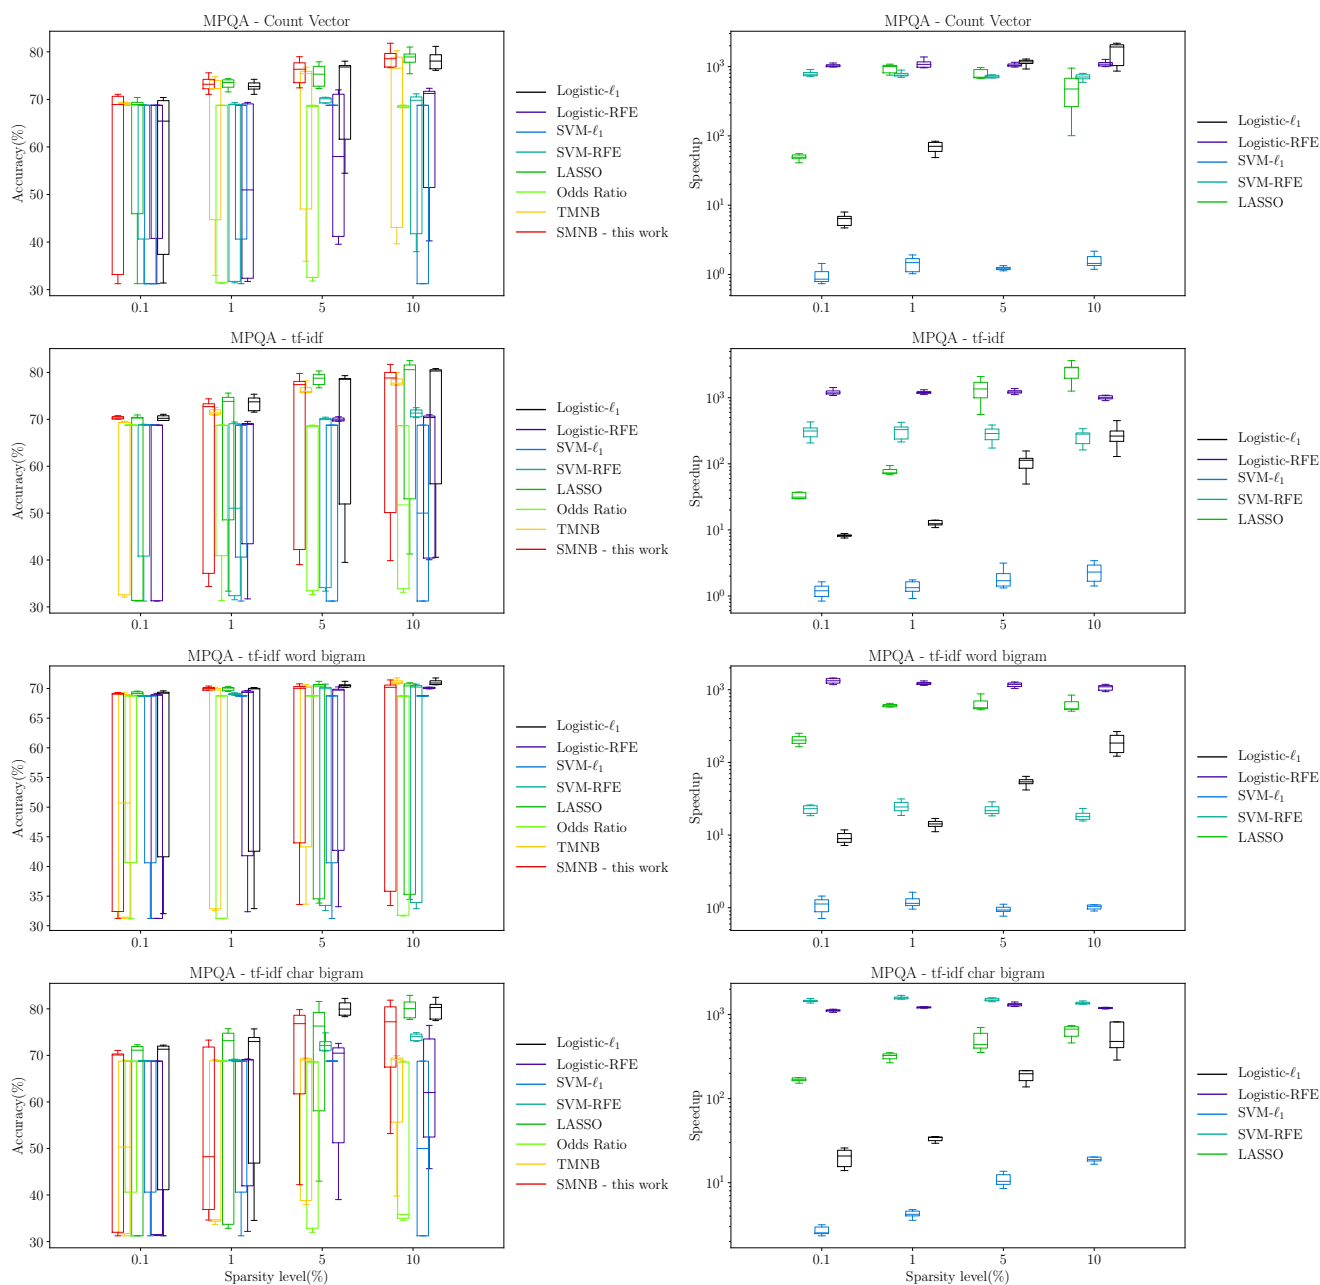 MPQA - Count Vector
Accuracy(%)
80
70
60
50
40
30
0.1 1 5 10
Logistic-ℓ₁
Logistic-RFE
SVM-ℓ₁
SVM-RFE
LASSO
Odds Ratio
TMNB
SMNB - this work
MPQA - Count Vector
Speedup
10³
10²
10¹
10⁰
0.1 1 5 10
Logistic-ℓ₁
Logistic-RFE
SVM-ℓ₁
SVM-RFE
LASSO
MPQA - tf-idf
Accuracy(%)
80
70
60
50
40
30
0.1 1 5 10
Logistic-ℓ₁
Logistic-RFE
SVM-ℓ₁
SVM-RFE
LASSO
Odds Ratio
TMNB
SMNB - this work
MPQA - tf-idf
Speedup
10³
10²
10¹
10⁰
0.1 1 5 10
Logistic-ℓ₁
Logistic-RFE
SVM-ℓ₁
SVM-RFE
LASSO
MPQA - tf-idf word bigram
Accuracy(%)
70
65
60
55
50
45
40
35
30
0.1 1 5 10
Logistic-ℓ₁
Logistic-RFE
SVM-ℓ₁
SVM-RFE
LASSO
Odds Ratio
TMNB
SMNB - this work
MPQA - tf-idf word bigram
Speedup
10³
10²
10¹
10⁰
0.1 1 5 10
Logistic-ℓ₁
Logistic-RFE
SVM-ℓ₁
SVM-RFE
LASSO
MPQA - tf-idf char bigram
Accuracy(%)
80
70
60
50
40
30
0.1 1 5 10
Sparsity level(%)
Logistic-ℓ₁
Logistic-RFE
SVM-ℓ₁
SVM-RFE
LASSO
Odds Ratio
TMNB
SMNB - this work
MPQA - tf-idf char bigram
Speedup
10³
10²
10¹
0.1 1 5 10
Sparsity level(%)
Logistic-ℓ₁
Logistic-RFE
SVM-ℓ₁
SVM-RFE
LASSO